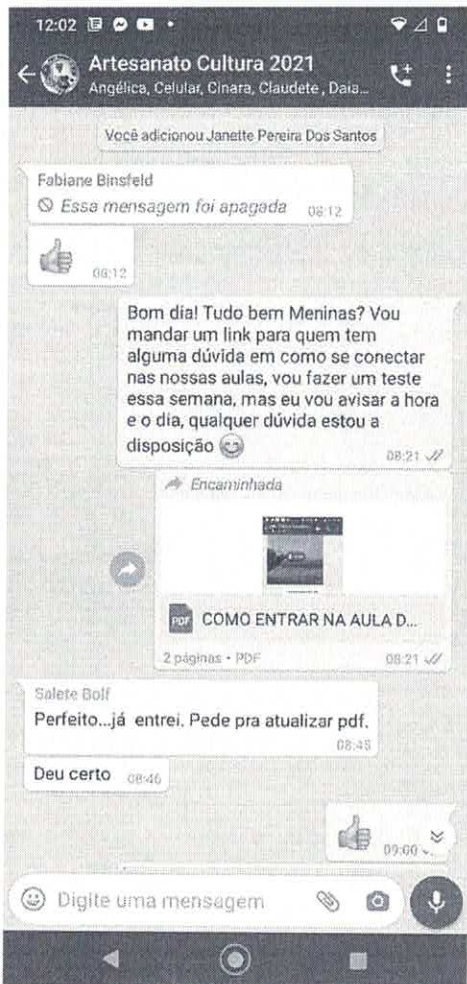 12:02
Artesanato Cultura 2021
Angélica, Celular, Cinara, Claudete , Daia...
Você adicionou Janette Pereira Dos Santos
Fabiane Binsfeld
Essa mensagem foi apagada 08:12
08:12
Bom dia! Tudo bem Meninas? Vou
mandar um link para quem tem
alguma dúvida em como se conectar
nas nossas aulas, vou fazer um teste
essa semana, mas eu vou avisar a hora
e o dia, qualquer dúvida estou a
disposição
08:21
Encaminhada
PDF COMO ENTRAR NA AULA D...
2 páginas • PDF 08:21
Salete Bolf
Perfeito...já entrei. Pede pra atualizar pdf.
08:45
Deu certo 08:46
09:00
Digite uma mensagem